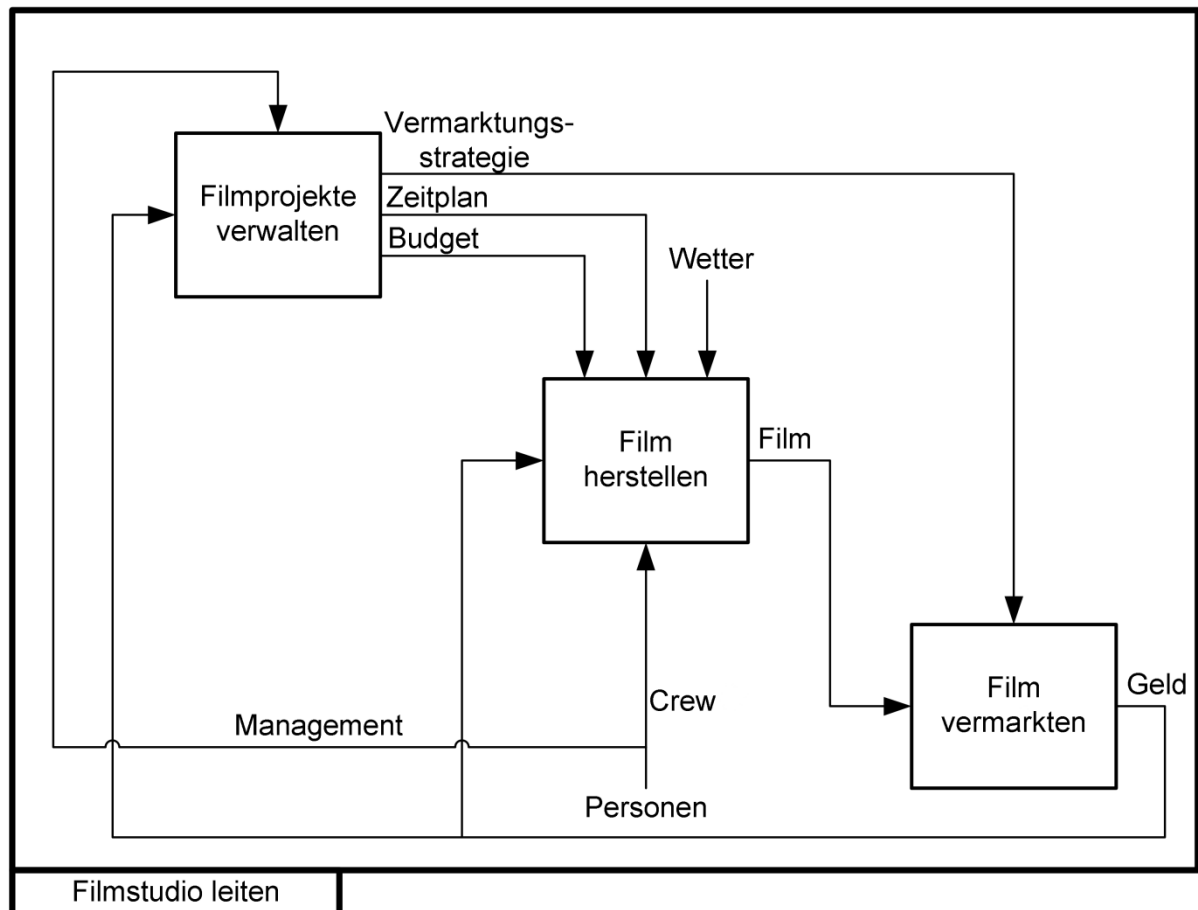 Vermarktungs-
strategie
Filmprojekte
verwalten
Zeitplan
Budget
Wetter
Film
herstellen
Film
Crew
Film
vermarkten
Geld
Management
Personen
Filmstudio leiten